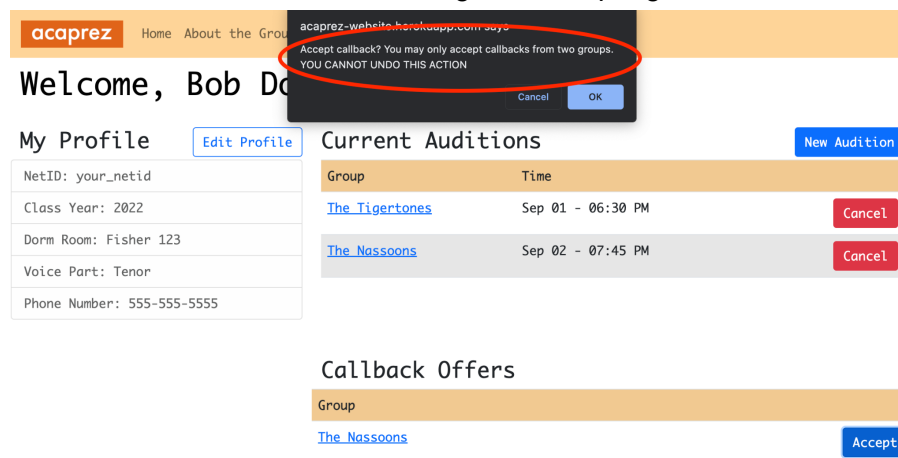 acaprez Home About the Grou
acaprez-website.herokuapp.com says
Accept callback? You may only accept callbacks from two groups.
YOU CANNOT UNDO THIS ACTION
Cancel OK
Welcome, Bob Do
My Profile Edit Profile
NetID: your_netid
Class Year: 2022
Dorm Room: Fisher 123
Voice Part: Tenor
Phone Number: 555-555-5555
Current Auditions New Audition
Group Time
The Tigertones Sep 01 - 06:30 PM Cancel
The Nassoons Sep 02 - 07:45 PM Cancel
Callback Offers
Group
The Nassoons Accept